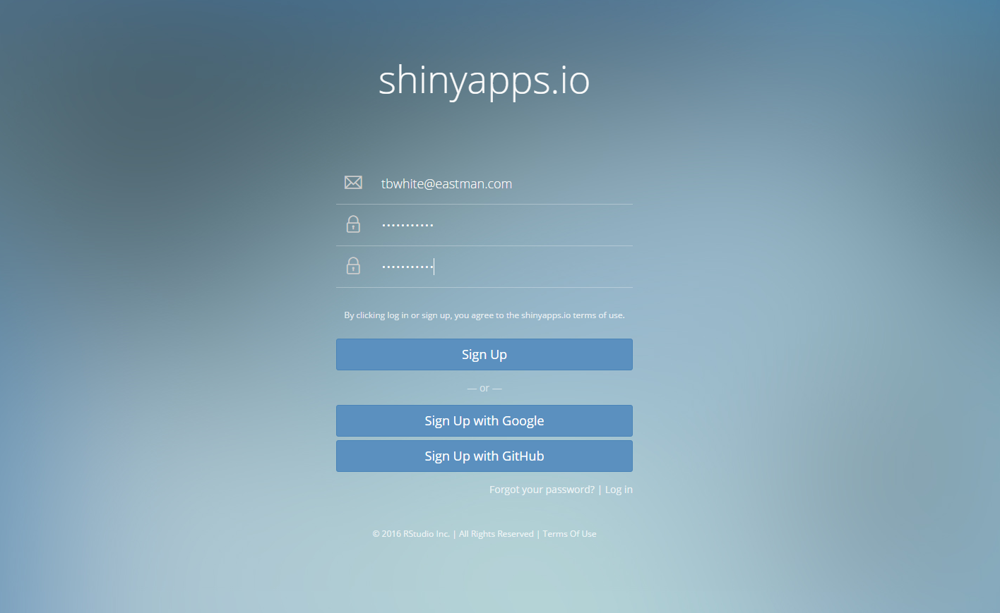 shinyapps.io
tbwhite@eastman.com
•••••••••••
•••••••••••
By clicking log in or sign up, you agree to the shinyapps.io terms of use.
Sign Up
— or —
Sign Up with Google
Sign Up with GitHub
Forgot your password? | Log in
© 2016 RStudio Inc. | All Rights Reserved | Terms Of Use